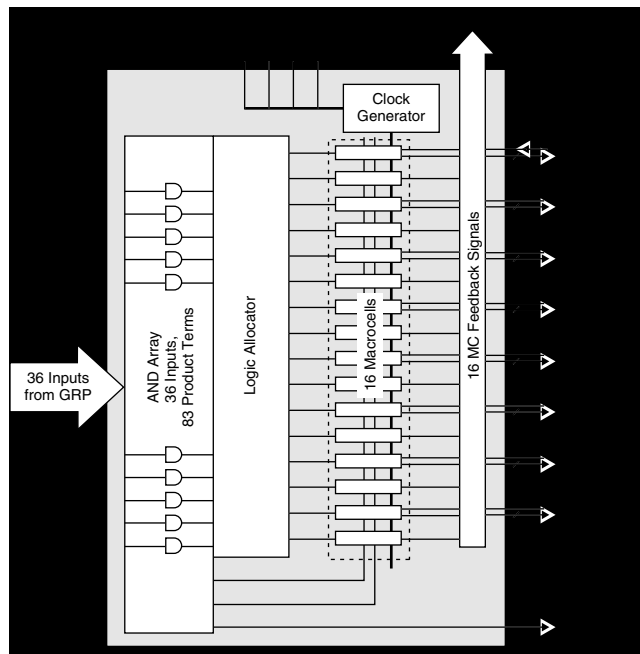 Clock
Generator
36 Inputs
from GRP
AND Array
36 Inputs,
83 Product Terms
Logic Allocator
16 Macrocells
16 MC Feedback Signals